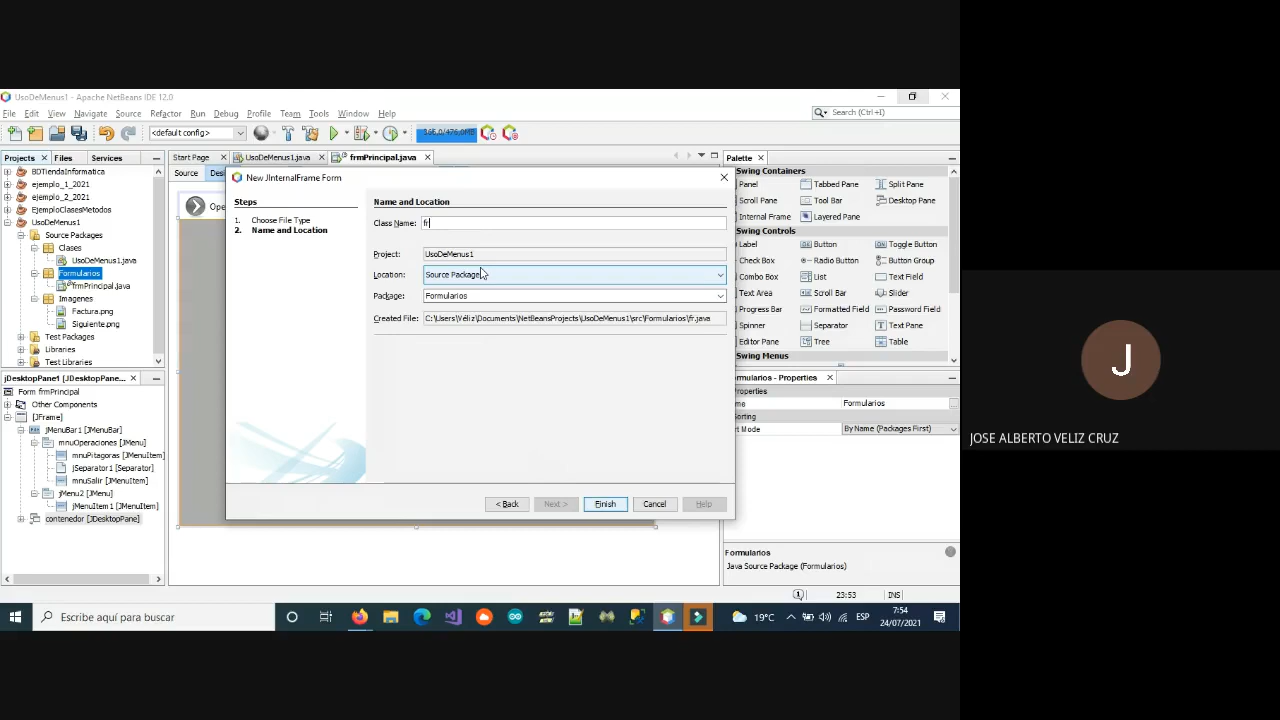 UsoDeMenus1 - Apache NetBeans IDE 12.0
File Edit View Navigate Source Refactor Run Debug Profile Team Tools Window Help
Search (Ctrl+I)
<default config>
Projects Files Services
Start Page UsoDeMenus1.java frmPrincipal.java
Palette
Source
Ope
BDTiendaInformatica
ejemplo_1_2021
ejemplo_2_2021
EjemploClasesMetodos
UsoDeMenus1
Source Packages
Clases
UsoDeMenus1.java
Formularios
frmPrincipal.java
Imagenes
Factura.png
Siguiente.png
Test Packages
Libraries
Test Libraries
jDesktopPane1 [JDesktopPane...
Form frmPrincipal
Other Components
[JFrame]
jMenuBar1 [JMenuBar]
mnuOperaciones [JMenu]
mnuPitagoras [JMenuItem]
jSeparator1 [Separator]
mnuSalir [JMenuItem]
jMenu2 [JMenu]
jMenuItem1 [JMenuItem]
contenedor [JDesktopPane]
New JInternalFrame Form
Steps
1. Choose File Type
2. Name and Location
Name and Location
Class Name: fr
Project: UsoDeMenus1
Location: Source Packages
Package: Formularios
Created File: C:\Users\Véliz\Documents\NetBeansProjects\UsoDeMenus1\src\Formularios\fr.java
< Back Next > Finish Cancel Help
Swing Containers
Panel Tabbed Pane Split Pane
Scroll Pane Tool Bar Desktop Pane
Internal Frame Layered Pane
Swing Controls
Label Button Toggle Button
Check Box Radio Button Button Group
Combo Box List Text Field
Text Area Scroll Bar Slider
Progress Bar Formatted Field Password Field
Spinner Separator Text Pane
Editor Pane Tree Table
Swing Menus
ormularios - Properties
roperties
me Formularios
orting
rt Mode By Name (Packages First)
Formularios
Java Source Package (Formularios)
23:53 INS
Escribe aquí para buscar
19°C
ESP
7:54
24/07/2021
J
JOSE ALBERTO VELIZ CRUZ